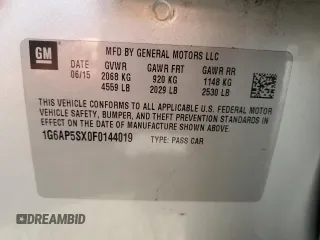 GM
MFD BY GENERAL MOTORS LLC
DATE GVWR GAWR FRT GAWR RR
06/15 2068 KG 920 KG 1148 KG
4559 LB 2029 LB 2530 LB
THIS VEHICLE CONFORMS TO ALL APPLICABLE U.S. FEDERAL MOTOR
VEHICLE SAFETY, BUMPER, AND THEFT PREVENTION STANDARDS
IN EFFECT ON THE DATE OF MANUFACTURE SHOWN ABOVE.
1G6AP5SX0F0144019 TYPE: PASS CAR
DREAMBID